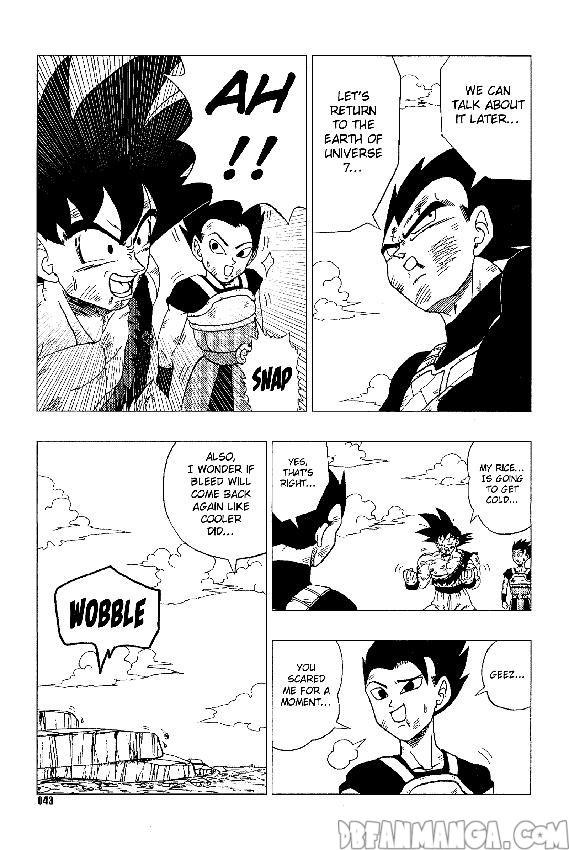 WE CAN
TALK ABOUT
IT LATER...
LET'S
RETURN
TO THE
EARTH OF
UNIVERSE
7...
AH
!!
SNAP
MY RICE...
IS GOING
TO GET
COLD...
YES,
THAT'S
RIGHT...
GEEZ...
YOU
SCARED
ME FOR A
MOMENT...
ALSO,
I WONDER IF
BLEED WILL
COME BACK
AGAIN LIKE
COOLER
DID...
WOBBLE
043
DBFANMANGA.COM